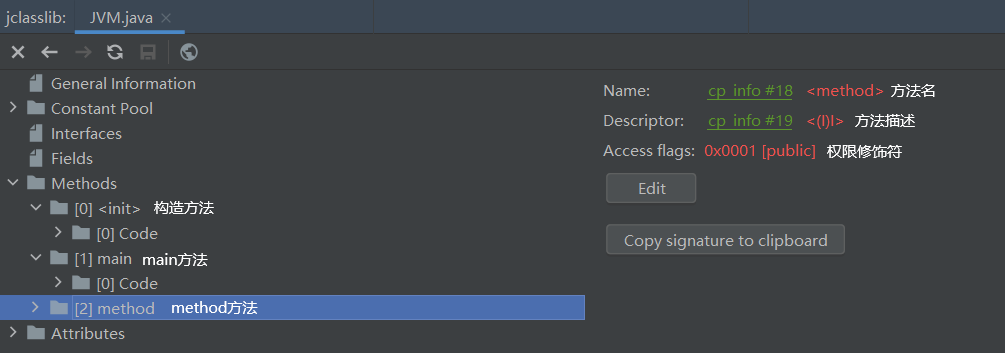 jclasslib: JVM.java
General Information
Constant Pool
Interfaces
Fields
Methods
[0] <init> 构造方法
[0] Code
[1] main main方法
[0] Code
[2] method method方法
Attributes
Name: cp_info #18 <method> 方法名
Descriptor: cp_info #19 <(I)I> 方法描述
Access flags: 0x0001 [public] 权限修饰符
Edit
Copy signature to clipboard